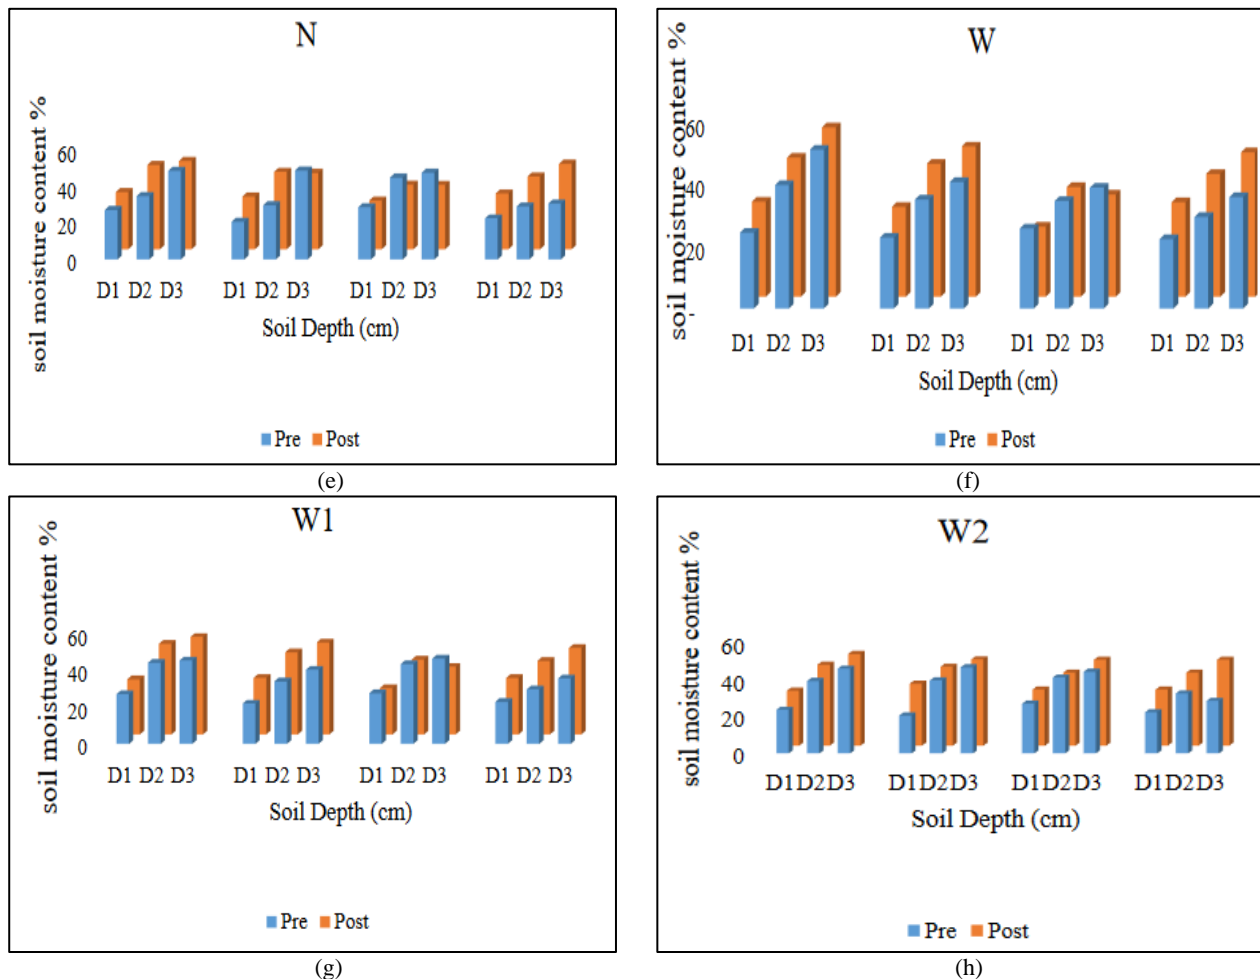 N
soil moisture content %
60
40
20
0
D1 D2 D3 D1 D2 D3 D1 D2 D3 D1 D2 D3
Soil Depth (cm)
Pre Post
(e)
W
soil moisture content %
60
40
20
-
D1 D2 D3 D1 D2 D3 D1 D2 D3 D1 D2 D3
Soil Depth (cm)
Pre Post
(f)
W1
soil moisture content %
60
40
20
0
D1 D2 D3 D1 D2 D3 D1 D2 D3 D1 D2 D3
Soil Depth (cm)
Pre Post
(g)
W2
soil moisture content %
60
40
20
0
D1D2D3 D1D2D3 D1D2D3 D1D2D3
Soil Depth (cm)
Pre Post
(h)